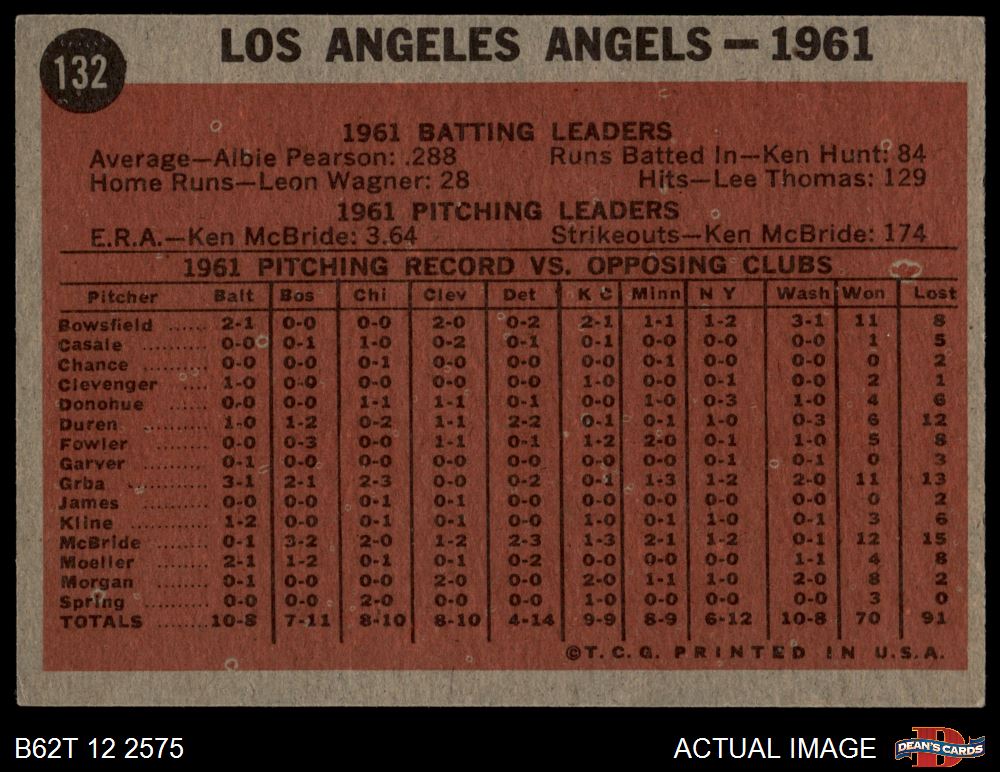 132
LOS ANGELES ANGELS — 1961
1961 BATTING LEADERS
Average—Albie Pearson: .288 Runs Batted In—Ken Hunt: 84
Home Runs—Leon Wagner: 28 Hits—Lee Thomas: 129
1961 PITCHING LEADERS
E.R.A.—Ken McBride: 3.64 Strikeouts—Ken McBride: 174
1961 PITCHING RECORD VS. OPPOSING CLUBS
Pitcher Balt Bos Chi Clev Det K C Minn N Y Wash Won Lost
Bowsfield ...... 2-1 0-0 0-0 2-0 0-2 2-1 1-1 1-2 3-1 11 8
Casale .......... 0-0 0-1 1-0 0-2 0-1 0-1 0-0 0-0 0-0 1 5
Chance .......... 0-0 0-0 0-1 0-0 0-0 0-0 0-1 0-0 0-0 0 2
Clevenger ..... 1-0 0-0 0-0 0-0 0-0 1-0 0-0 0-1 0-0 2 1
Donohue ...... 0-0 0-0 1-1 1-1 0-1 0-0 1-0 0-3 1-0 4 6
Duren .......... 1-0 1-2 0-2 1-1 2-2 0-1 0-1 1-0 0-3 6 12
Fowler .......... 0-0 0-3 0-0 1-1 0-1 1-2 2-0 0-1 1-0 5 8
Garver .......... 0-1 0-0 0-0 0-0 0-0 0-0 0-0 0-1 0-1 0 3
Grba .......... 3-1 2-1 2-3 0-0 0-2 0-1 1-3 1-2 2-0 11 13
James .......... 0-0 0-0 0-1 0-1 0-0 0-0 0-0 0-0 0-0 0 2
Kline ............ 1-2 0-0 0-1 0-1 0-0 1-0 0-1 1-0 0-1 3 6
McBride ........ 0-1 3-2 2-0 1-2 2-3 1-3 2-1 1-2 0-1 12 15
Moeller ........ 2-1 1-2 0-1 0-1 0-2 0-0 0-0 0-0 1-1 4 8
Morgan ........ 0-1 0-0 0-0 2-0 0-0 2-0 1-1 1-0 2-0 8 2
Spring .......... 0-0 0-0 2-0 0-0 0-0 1-0 0-0 0-0 0-0 3 0
TOTALS ........ 10-8 7-11 8-10 8-10 4-14 9-9 8-9 6-12 10-8 70 91
©T.C.G. PRINTED IN U.S.A.
B62T 12 2575 ACTUAL IMAGE D DEAN'S CARDS